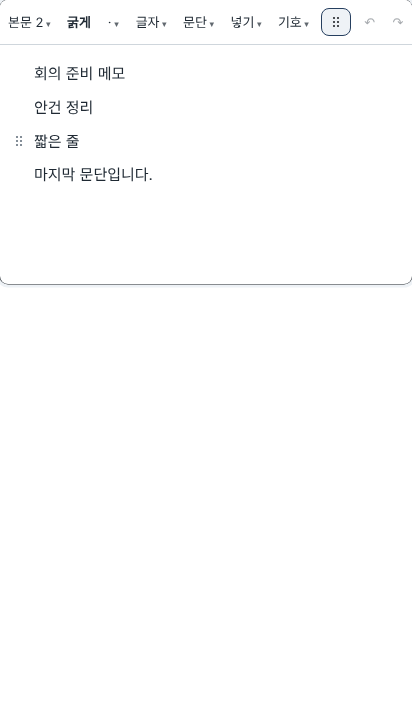 본문 2 굵게 · 글자 문단 넣기 기호
회의 준비 메모
안건 정리
짧은 줄
마지막 문단입니다.